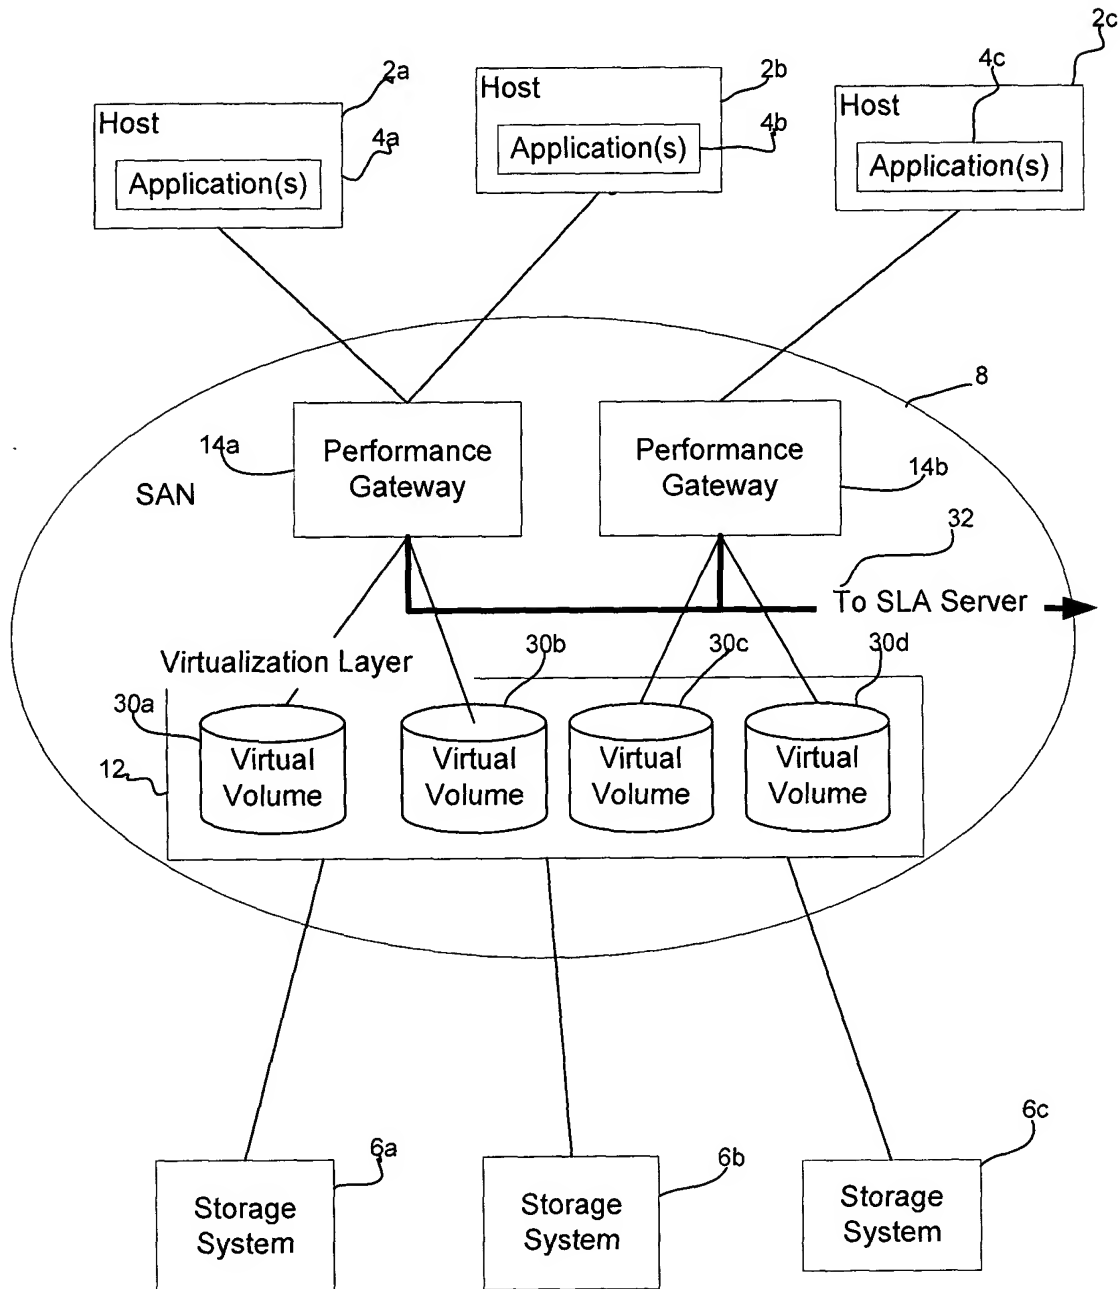 2c
2a
2b
4c
Host
Host
Host
4a
4b
Application(s)
Application(s)
Application(s)
8
14a
Performance
Gateway
Performance
Gateway
14b
SAN
32
To SLA Server
Virtualization Layer
30b
30c
30d
30a
12
Virtual
Volume
Virtual
Volume
Virtual
Volume
Virtual
Volume
6a
6b
6c
Storage
System
Storage
System
Storage
System